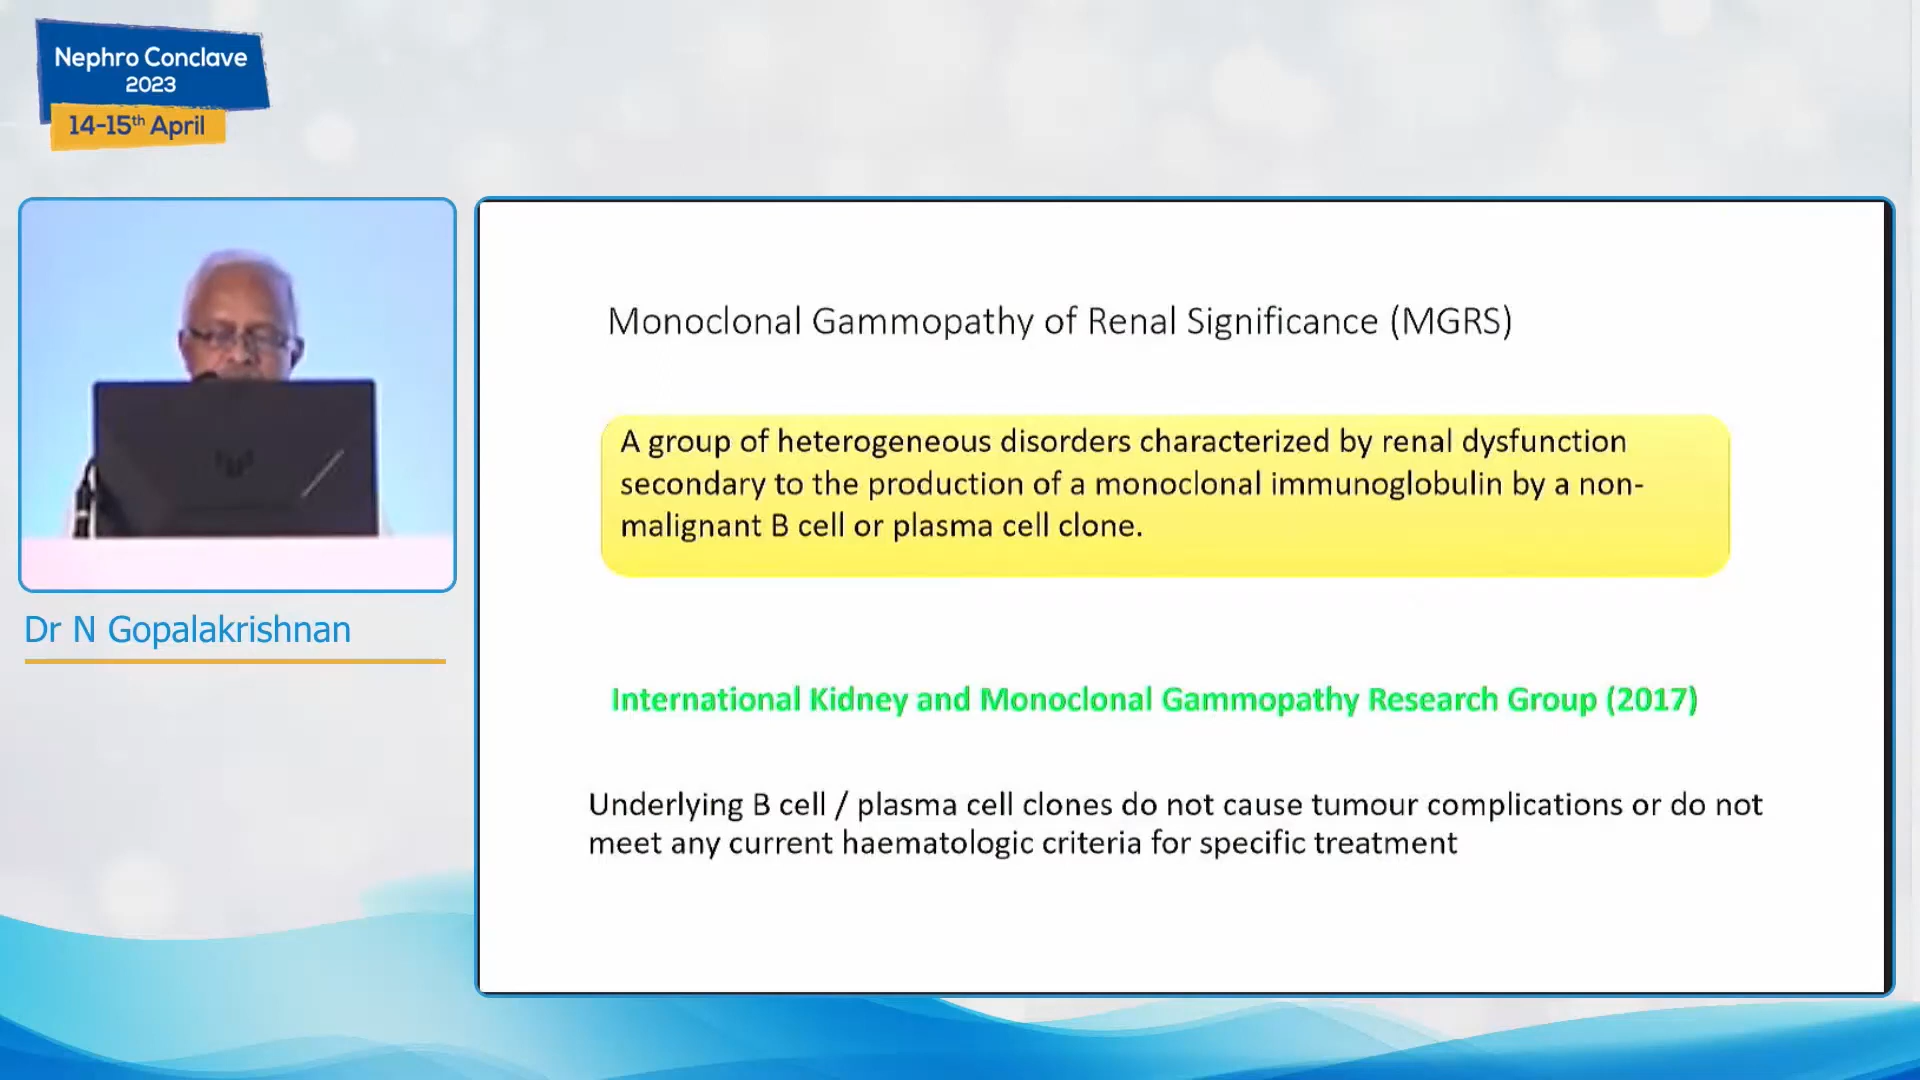 Nephro Conclave
2023
14-15th April
Dr N Gopalakrishnan
Monoclonal Gammopathy of Renal Significance (MGRS)
A group of heterogeneous disorders characterized by renal dysfunction
secondary to the production of a monoclonal immunoglobulin by a non-
malignant B cell or plasma cell clone.
International Kidney and Monoclonal Gammopathy Research Group (2017)
Underlying B cell / plasma cell clones do not cause tumour complications or do not
meet any current haematologic criteria for specific treatment